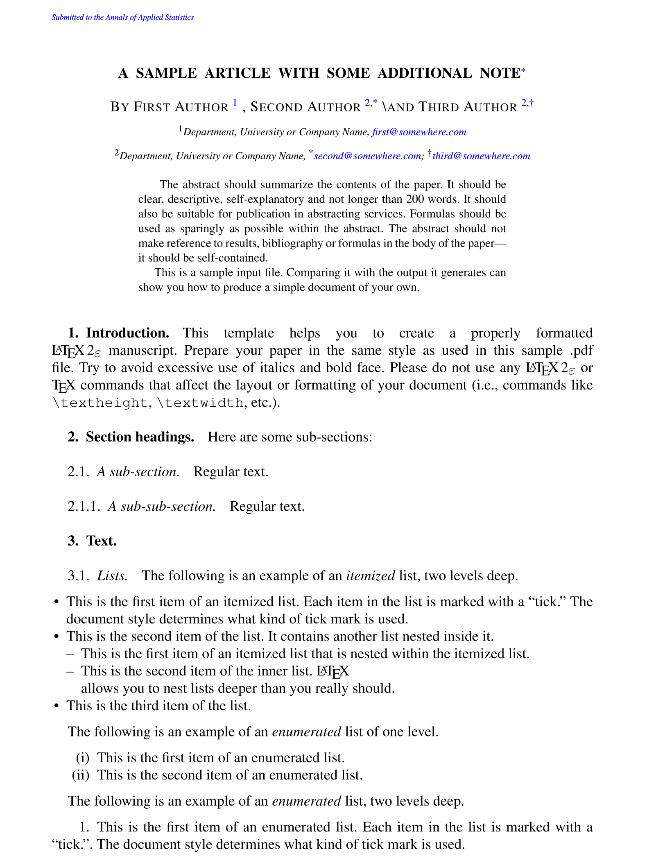 Submitted to the Annals of Applied Statistics
A SAMPLE ARTICLE WITH SOME ADDITIONAL NOTE*
BY FIRST AUTHOR 1 , SECOND AUTHOR 2,* \AND THIRD AUTHOR 2,†
1Department, University or Company Name, first@somewhere.com
2Department, University or Company Name, *second@somewhere.com; †third@somewhere.com
The abstract should summarize the contents of the paper. It should be
clear, descriptive, self-explanatory and not longer than 200 words. It should
also be suitable for publication in abstracting services. Formulas should be
used as sparingly as possible within the abstract. The abstract should not
make reference to results, bibliography or formulas in the body of the paper—
it should be self-contained.
This is a sample input file. Comparing it with the output it generates can
show you how to produce a simple document of your own.
1. Introduction. This template helps you to create a properly formatted
LATEX 2ε manuscript. Prepare your paper in the same style as used in this sample .pdf
file. Try to avoid excessive use of italics and bold face. Please do not use any LATEX 2ε or
TEX commands that affect the layout or formatting of your document (i.e., commands like
\textheight, \textwidth, etc.).
2. Section headings. Here are some sub-sections:
2.1. A sub-section. Regular text.
2.1.1. A sub-sub-section. Regular text.
3. Text.
3.1. Lists. The following is an example of an itemized list, two levels deep.
• This is the first item of an itemized list. Each item in the list is marked with a “tick.” The
document style determines what kind of tick mark is used.
• This is the second item of the list. It contains another list nested inside it.
– This is the first item of an itemized list that is nested within the itemized list.
– This is the second item of the inner list. LATEX
allows you to nest lists deeper than you really should.
• This is the third item of the list.
The following is an example of an enumerated list of one level.
(i) This is the first item of an enumerated list.
(ii) This is the second item of an enumerated list.
The following is an example of an enumerated list, two levels deep.
1. This is the first item of an enumerated list. Each item in the list is marked with a
“tick.”. The document style determines what kind of tick mark is used.